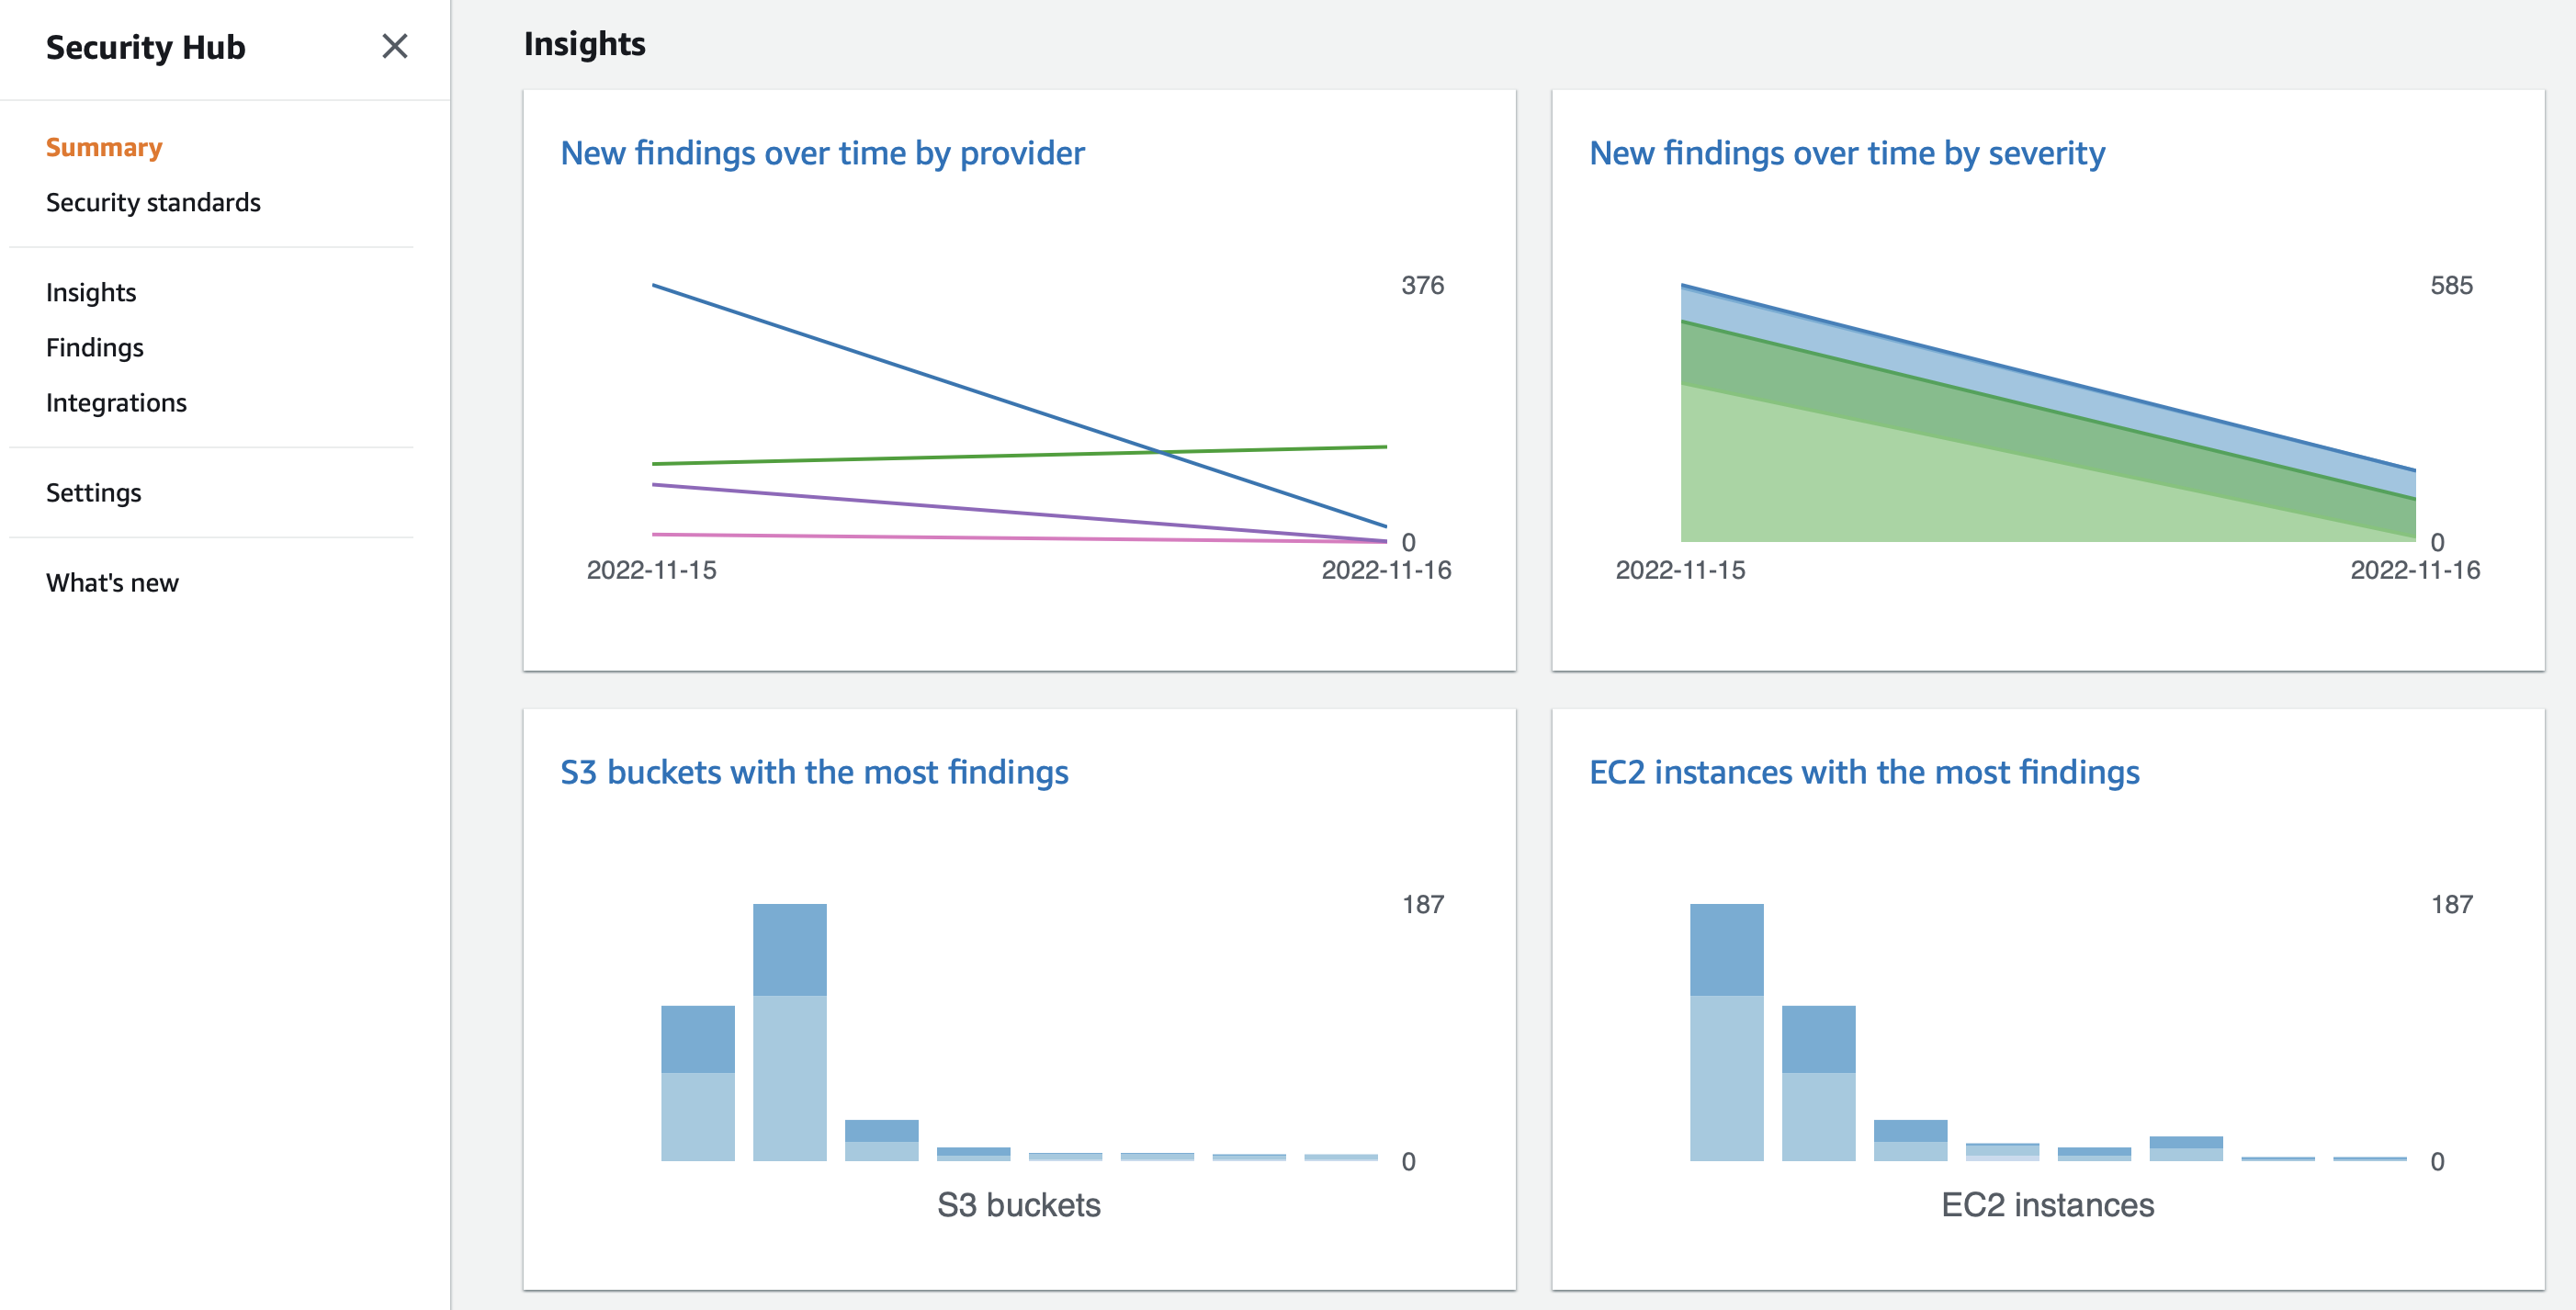 Security Hub
Summary
Security standards
Insights
Findings
Integrations
Settings
What's new
Insights
New findings over time by provider
376
0
2022-11-15
2022-11-16
New findings over time by severity
585
0
2022-11-15
2022-11-16
S3 buckets with the most findings
187
0
S3 buckets
EC2 instances with the most findings
187
0
EC2 instances